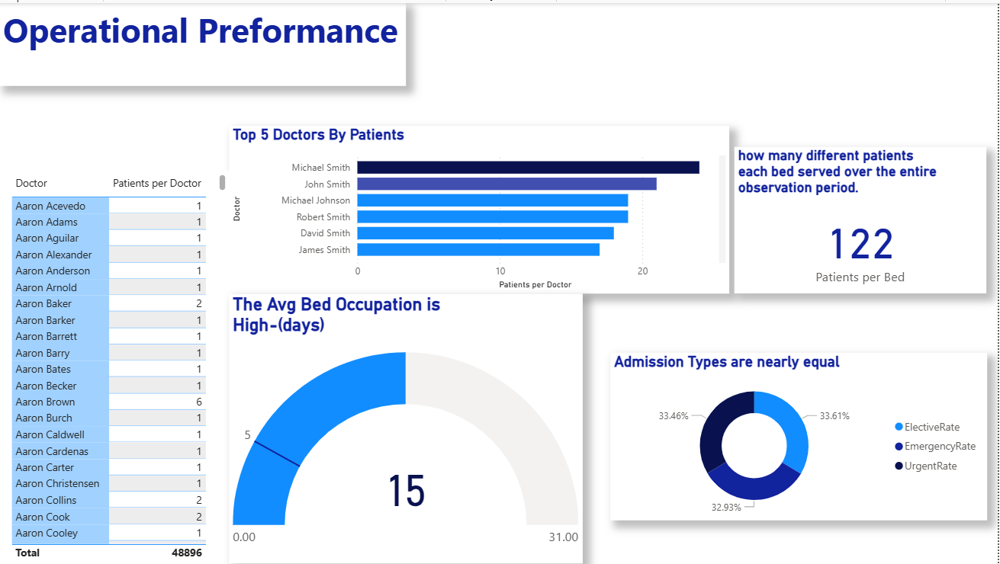 Operational Preformance
Doctor Patients per Doctor
Aaron Acevedo 1
Aaron Adams 1
Aaron Aguilar 1
Aaron Alexander 1
Aaron Anderson 1
Aaron Arnold 1
Aaron Baker 2
Aaron Barker 1
Aaron Barrett 1
Aaron Barry 1
Aaron Bates 1
Aaron Becker 1
Aaron Brown 6
Aaron Burch 1
Aaron Caldwell 1
Aaron Cardenas 1
Aaron Carter 1
Aaron Christensen 1
Aaron Collins 2
Aaron Cook 2
Aaron Cooley 1
Total 48896
Top 5 Doctors By Patients
Doctor
Michael Smith
John Smith
Michael Johnson
Robert Smith
David Smith
James Smith
0 10 20
Patients per Doctor
how many different patients
each bed served over the entire
observation period.
122
Patients per Bed
The Avg Bed Occupation is
High-(days)
5
15
0.00 31.00
Admission Types are nearly equal
33.46% 33.61%
32.93%
ElectiveRate
EmergencyRate
UrgentRate